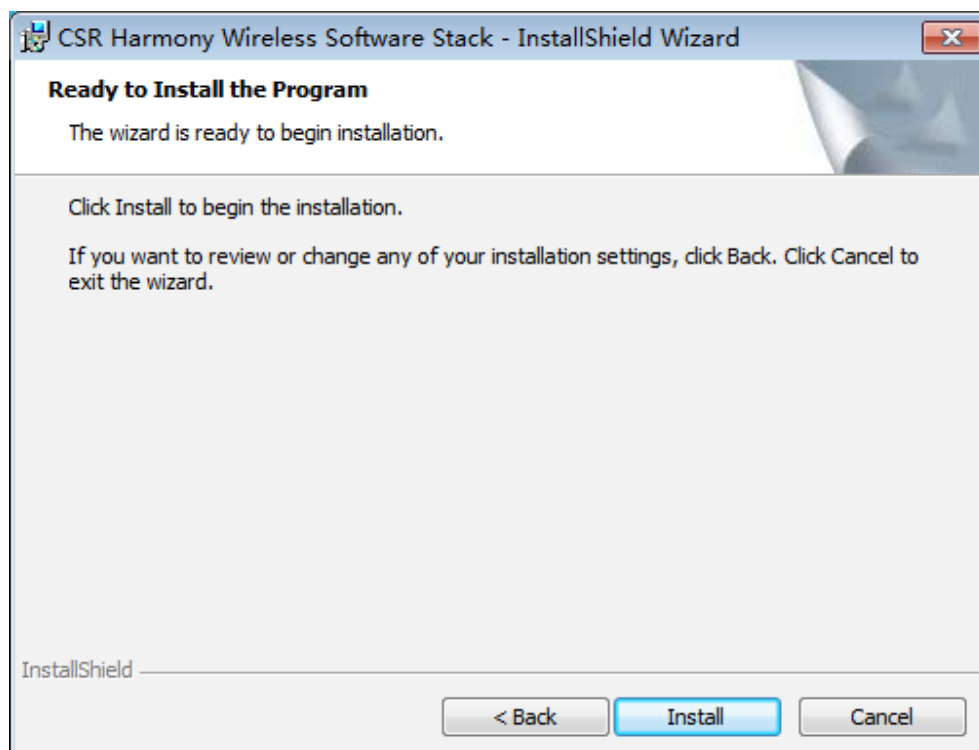 CSR Harmony Wireless Software Stack - InstallShield Wizard
Ready to Install the Program
The wizard is ready to begin installation.
Click Install to begin the installation.
If you want to review or change any of your installation settings, click Back. Click Cancel to
exit the wizard.
InstallShield
< Back
Install
Cancel